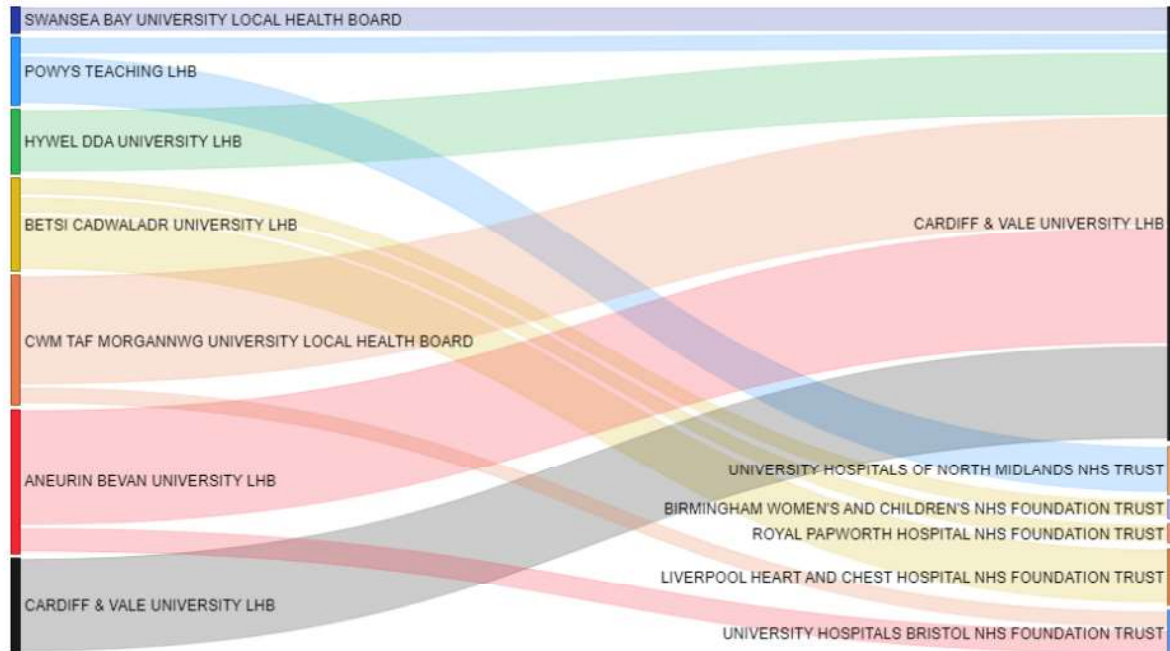 SWANSEA BAY UNIVERSITY LOCAL HEALTH BOARD
POWYS TEACHING LHB
HYWEL DDA UNIVERSITY LHB
BETSI CADWALADR UNIVERSITY LHB
CWM TAF MORGANNWG UNIVERSITY LOCAL HEALTH BOARD
ANEURIN BEVAN UNIVERSITY LHB
CARDIFF & VALE UNIVERSITY LHB
CARDIFF & VALE UNIVERSITY LHB
UNIVERSITY HOSPITALS OF NORTH MIDLANDS NHS TRUST
BIRMINGHAM WOMEN'S AND CHILDREN'S NHS FOUNDATION TRUST
ROYAL PAPWORTH HOSPITAL NHS FOUNDATION TRUST
LIVERPOOL HEART AND CHEST HOSPITAL NHS FOUNDATION TRUST
UNIVERSITY HOSPITALS BRISTOL NHS FOUNDATION TRUST